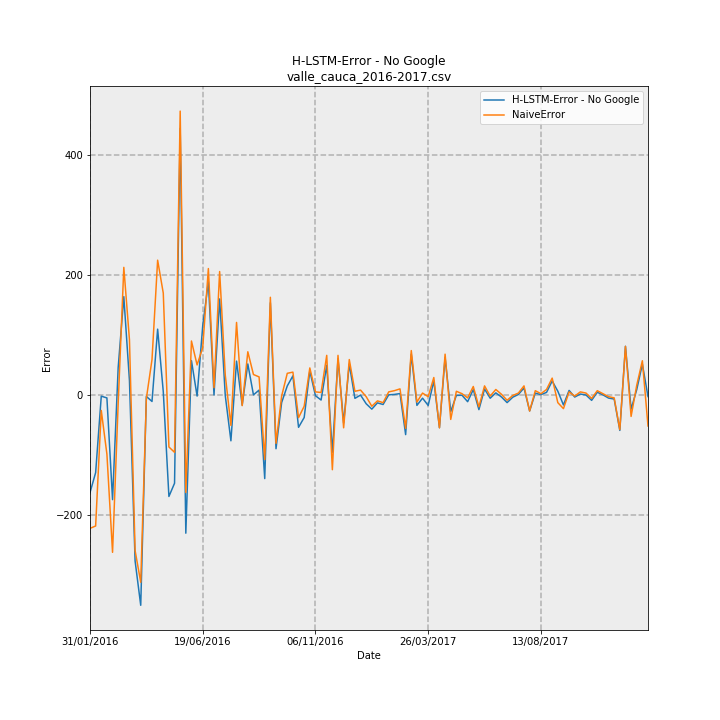 H-LSTM-Error - No Google
valle_cauca_2016-2017.csv
H-LSTM-Error - No Google
NaiveError
Error
400
200
0
−200
31/01/2016
19/06/2016
06/11/2016
26/03/2017
13/08/2017
Date